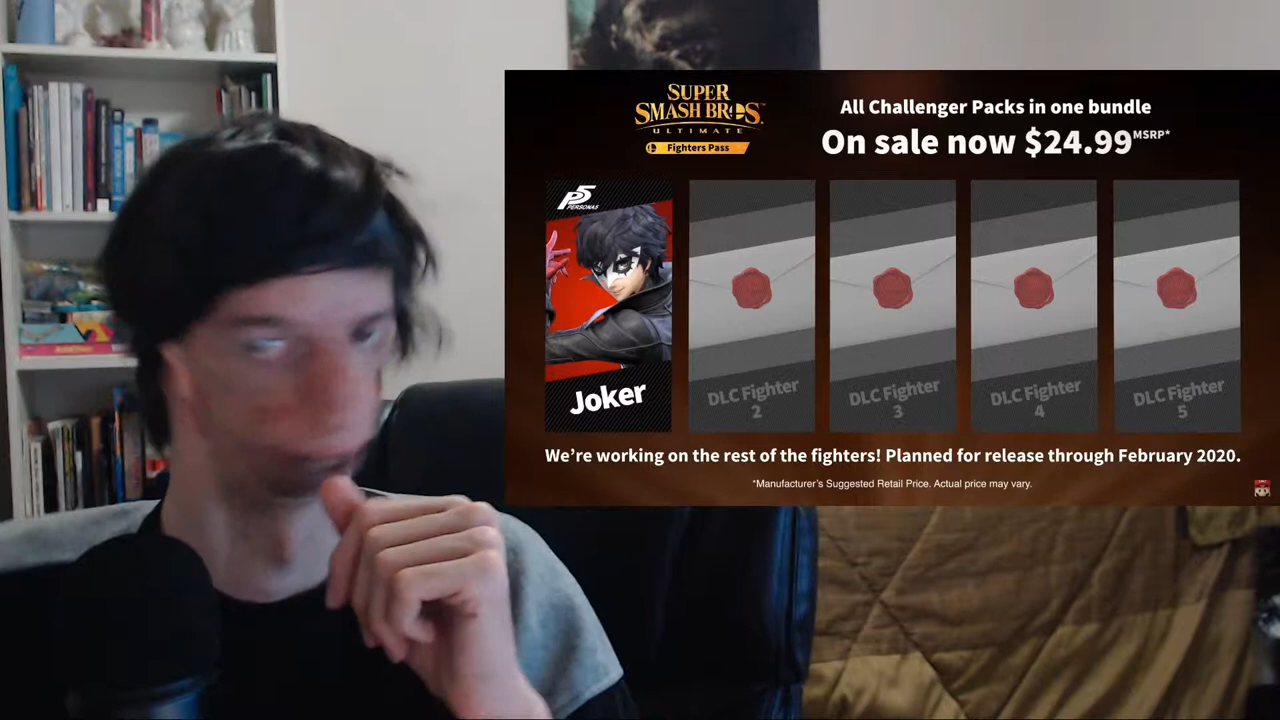 SUPER
SMASH BROS.
ULTIMATE
Fighters Pass
All Challenger Packs in one bundle
On sale now $24.99 MSRP*
P5
PERSONA5
Joker
DLC Fighter
2
DLC Fighter
3
DLC Fighter
4
DLC Fighter
5
We're working on the rest of the fighters! Planned for release through February 2020.
*Manufacturer's Suggested Retail Price. Actual price may vary.